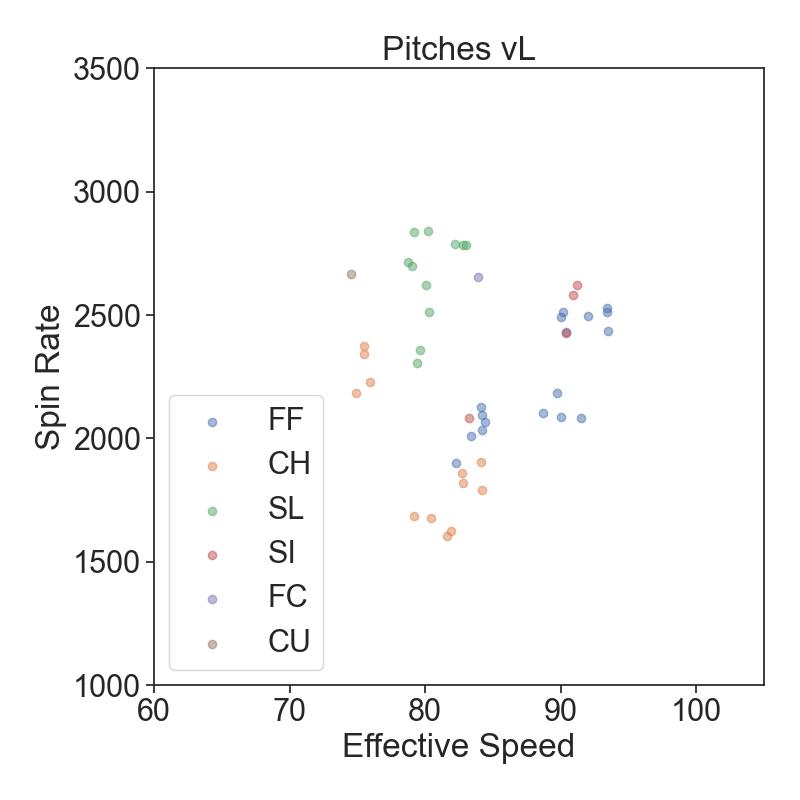 Pitches vL
3500
3000
2500
2000
1500
1000
Spin Rate
FF
CH
SL
SI
FC
CU
60 70 80 90 100
Effective Speed